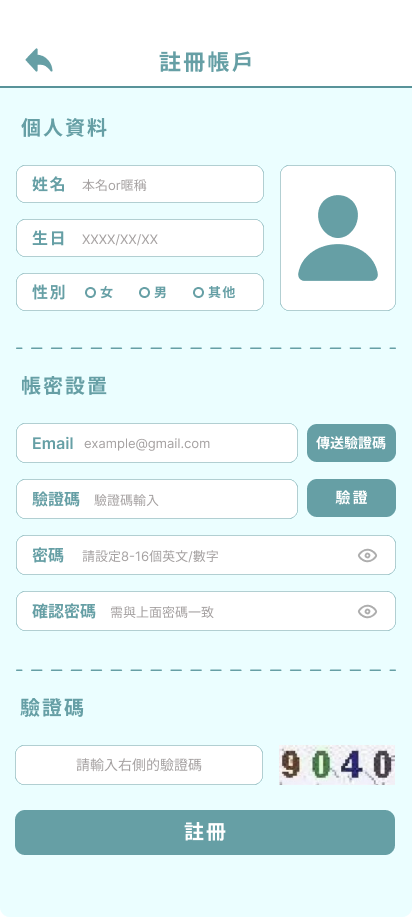 註冊帳戶
個人資料
姓名 本名or暱稱
生日 XXXX/XX/XX
性別 女 男 其他
帳密設置
Email example@gmail.com 傳送驗證碼
驗證碼 驗證碼輸入 驗證
密碼 請設定8-16個英文/數字
確認密碼 需與上面密碼一致
驗證碼
請輸入右側的驗證碼 9040
註冊